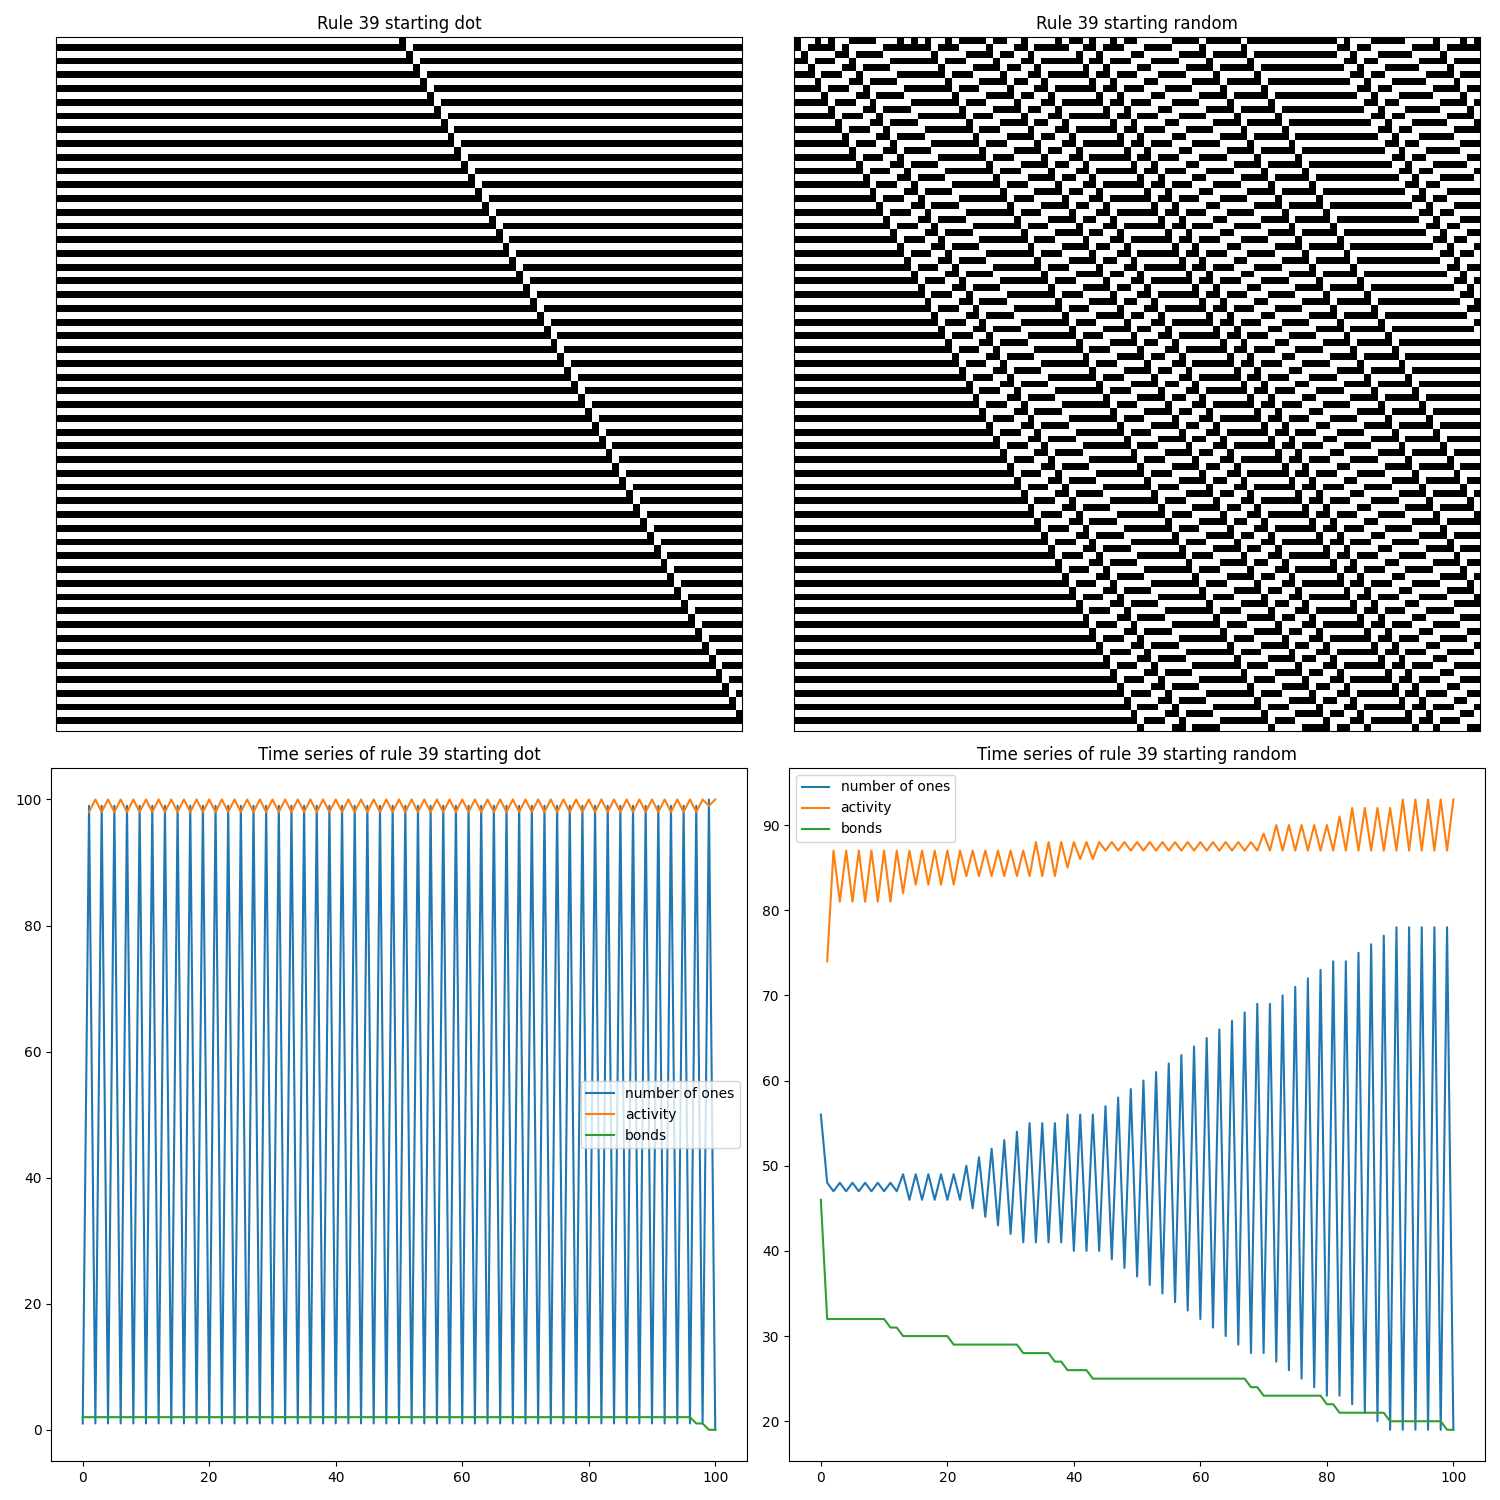 Rule 39 starting dot
Rule 39 starting random
Time series of rule 39 starting dot
100
80
60
40
20
0
number of ones
activity
bonds
0 20 40 60 80 100
Time series of rule 39 starting random
number of ones
activity
bonds
90
80
70
60
50
40
30
20
0 20 40 60 80 100